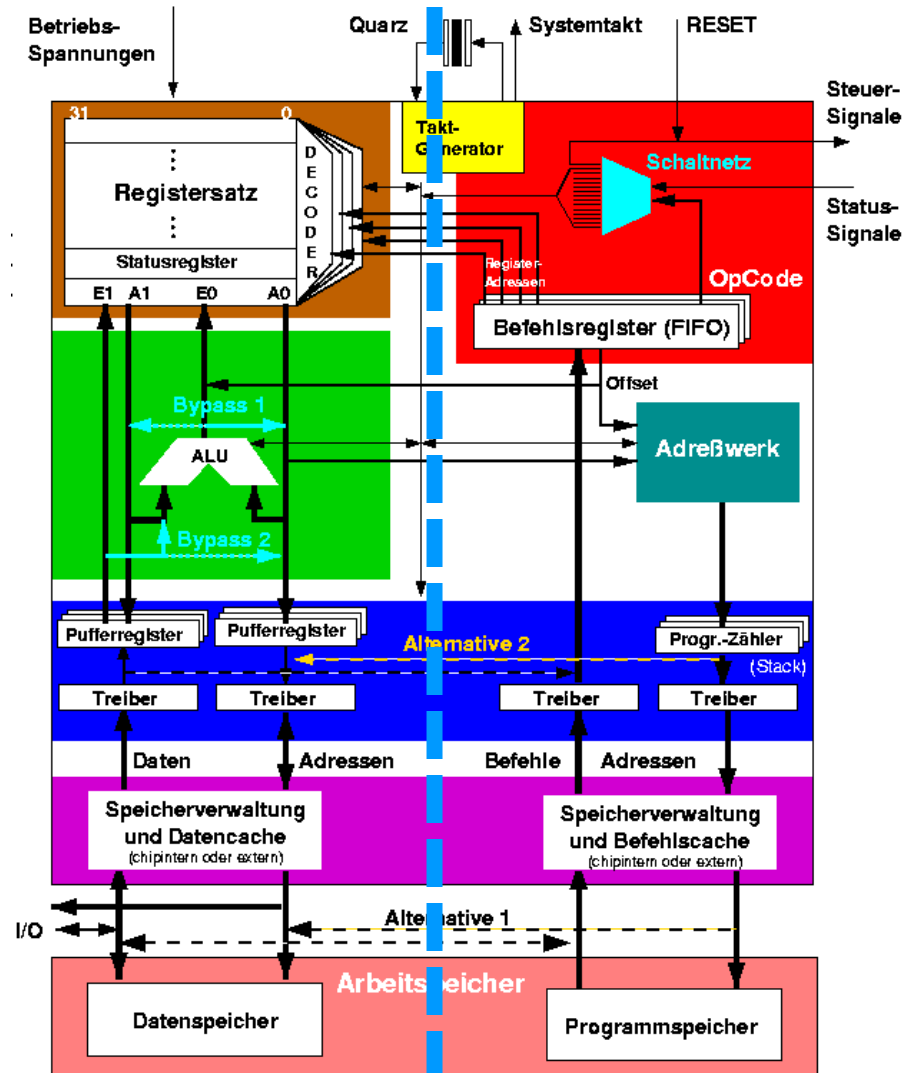 Betriebs-
Spannungen
Quarz
Systemtakt
RESET
Steuer-
Signale
31
0
Takt-
Generator
Schaltnetz
Registersatz
DECODER
Status-
Signale
Statusregister
Register-
Adressen
OpCode
E1
A1
E0
A0
Befehlsregister (FIFO)
Offset
Bypass 1
ALU
Adreßwerk
Bypass 2
Pufferregister
Pufferregister
Alternative 2
Progr.-Zähler
(Stack)
Treiber
Treiber
Treiber
Treiber
Daten
Adressen
Befehle
Adressen
Speicherverwaltung
und Datencache
(chipintern oder extern)
Speicherverwaltung
und Befehlscache
(chipintern oder extern)
I/O
Alternative 1
Arbeitsspeicher
Datenspeicher
Programmspeicher